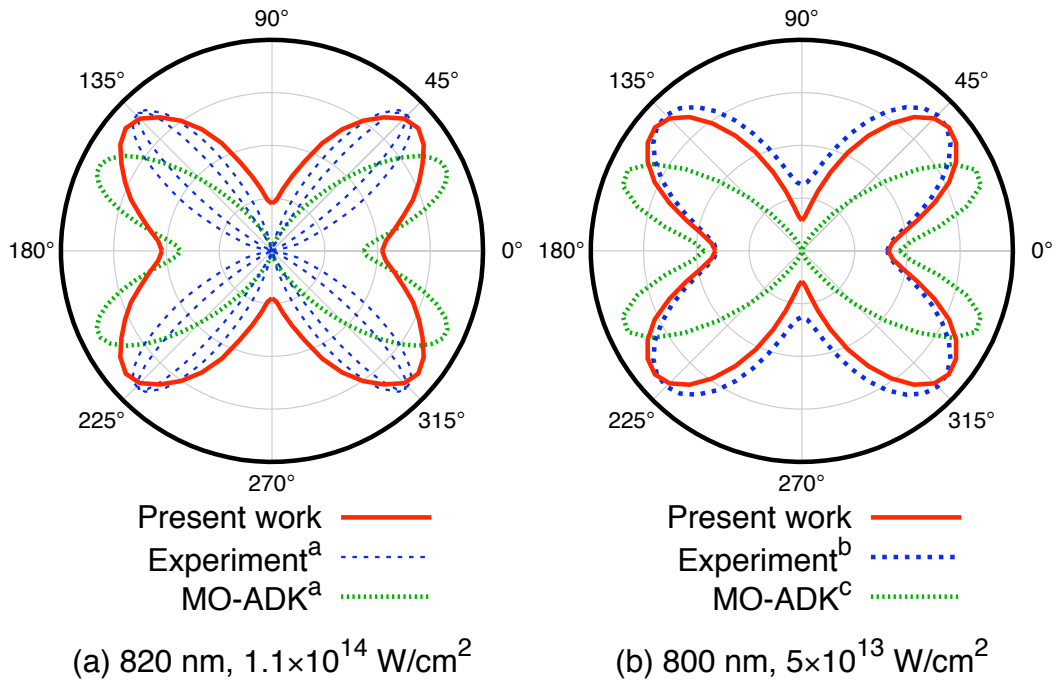 90° 90°
135° 45° 135° 45°
180° 0° 180° 0°
225° 315° 225° 315°
270° 270°
Present work Present work
Experimentᵃ Experimentᵇ
MO-ADKᵃ MO-ADKᶜ
(a) 820 nm, 1.1×10¹⁴ W/cm² (b) 800 nm, 5×10¹³ W/cm²